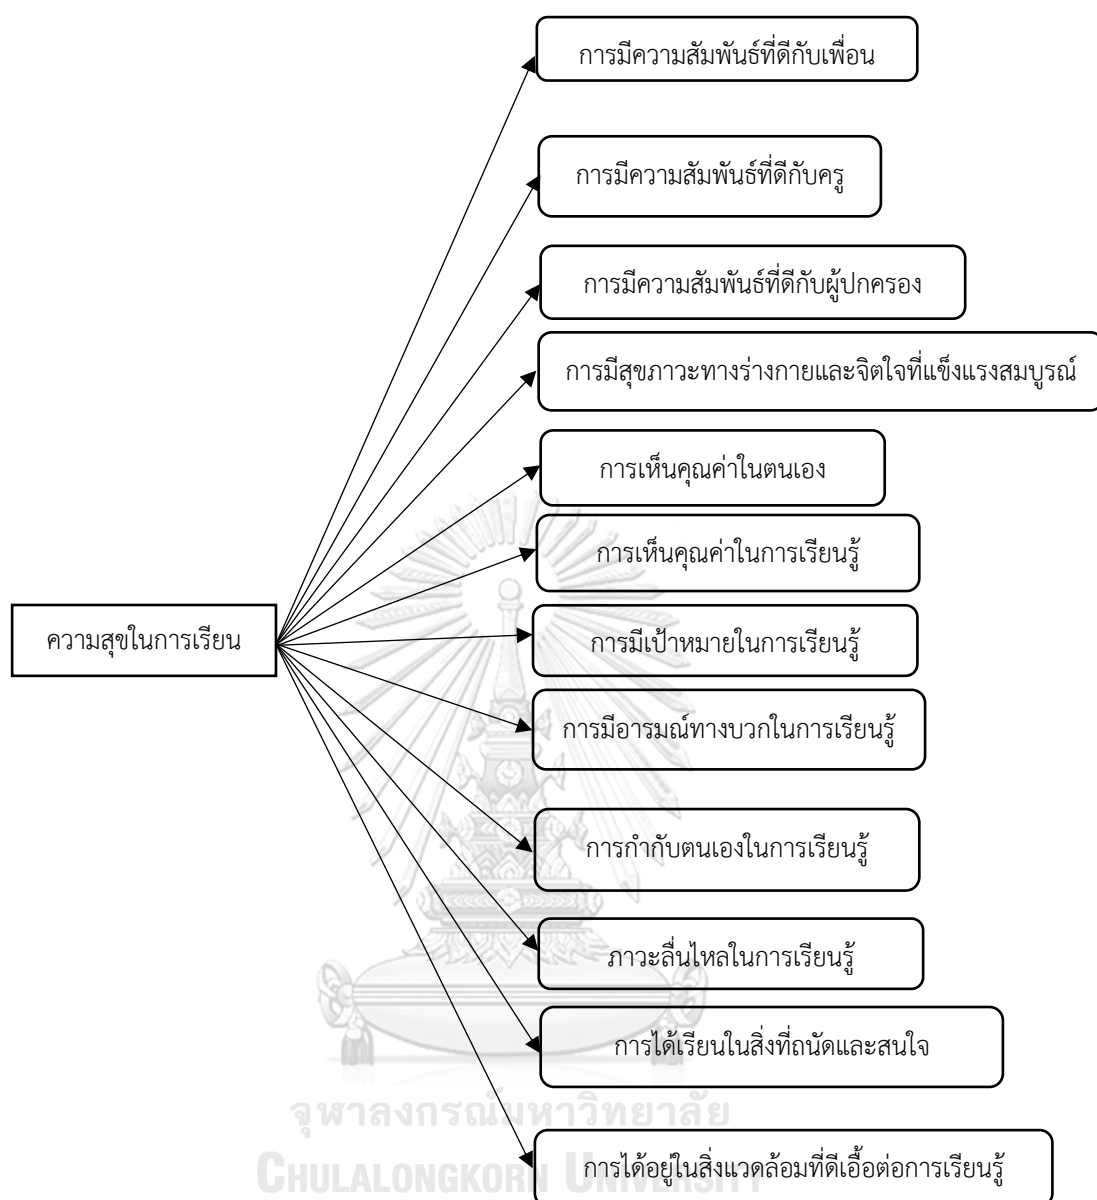 การมีความสัมพันธ์ที่ดีกับเพื่อน
การมีความสัมพันธ์ที่ดีกับครู
การมีความสัมพันธ์ที่ดีกับผู้ปกครอง
การมีสุขภาวะทางร่างกายและจิตใจที่แข็งแรงสมบูรณ์
การเห็นคุณค่าในตนเอง
การเห็นคุณค่าในการเรียนรู้
ความสุขในการเรียน
การมีเป้าหมายในการเรียนรู้
การมีอารมณ์ทางบวกในการเรียนรู้
การกำกับตนเองในการเรียนรู้
ภาวะลื่นไหลในการเรียนรู้
การได้เรียนในสิ่งที่ถนัดและสนใจ
จุฬาลงกรณ์มหาวิทยาลัย
การได้อยู่ในสิ่งแวดล้อมที่ดีเอื้อต่อการเรียนรู้
CHULALONGKORN UNIVERSITY